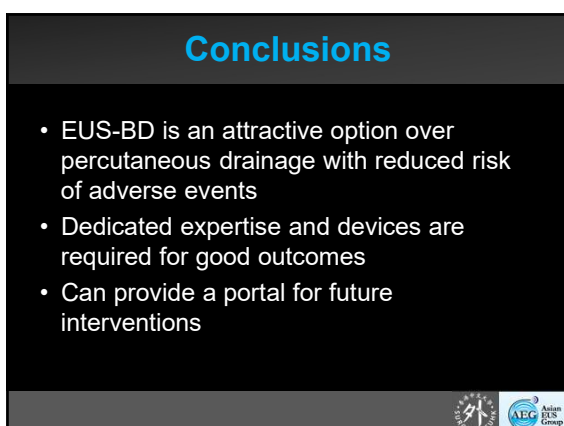 Conclusions
• EUS-BD is an attractive option over
percutaneous drainage with reduced risk
of adverse events
• Dedicated expertise and devices are
required for good outcomes
• Can provide a portal for future
interventions
外
AEG
Asian
EUS
Group